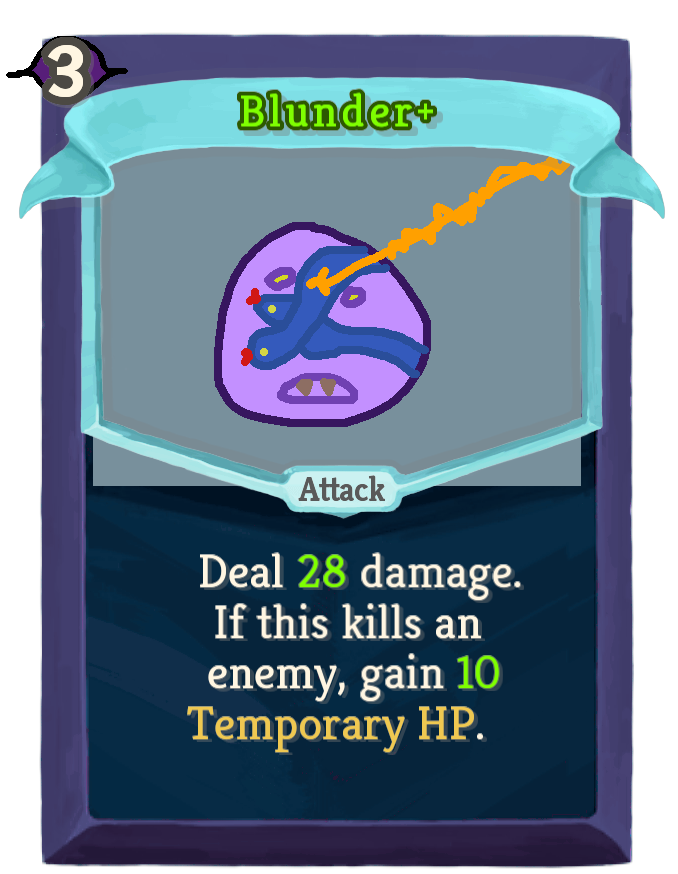 3
Blunder+
Attack
Deal 28 damage.
If this kills an
enemy, gain 10
Temporary HP.